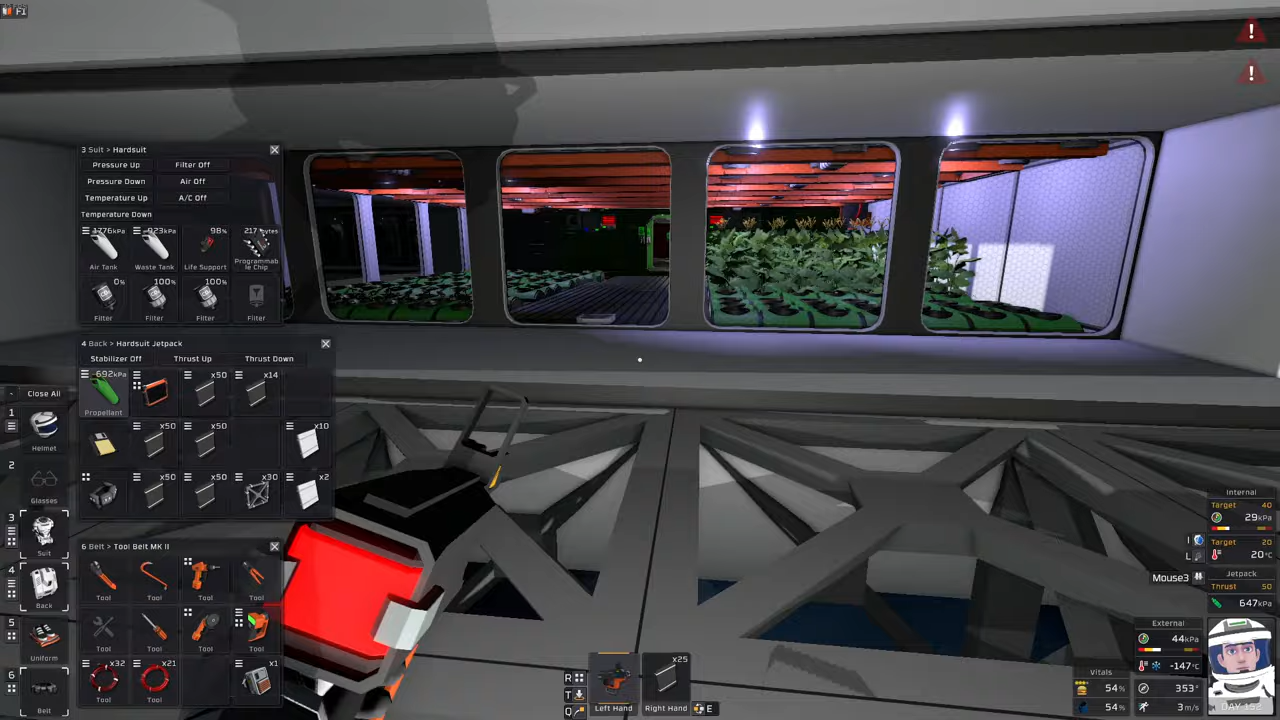 F1
3 Suit > Hardsuit
Pressure Up
Filter Off
Pressure Down
Air Off
Temperature Up
A/C Off
Temperature Down
98%
Air Tank
Waste Tank
Life Support
Programmab
le Chip
0%
100%
100%
Filter
Filter
Filter
Filter
4 Back > Hardsuit Jetpack
Stabilizer Off
Thrust Up
Thrust Down
692kPa
x50
x14
Propellant
x50
x50
x10
x50
x50
x30
x2
Close All
1
Helmet
2
Glasses
3
Suit
4
Back
5
Uniform
6
Belt
6 Belt > Tool Belt MK II
Tool
Tool
Tool
Tool
Tool
Tool
Tool
Tool
x32
x21
x1
Tool
Tool
R
T
Q
Left Hand
x25
Right Hand
E
Internal
Target 40
29kPa
Target 20
20°C
I
L
Mouse3
Jetpack
Thrust 50
647kPa
External
44kPa
-147°C
Vitals
54%
54%
353°
3m/s
DAY 152